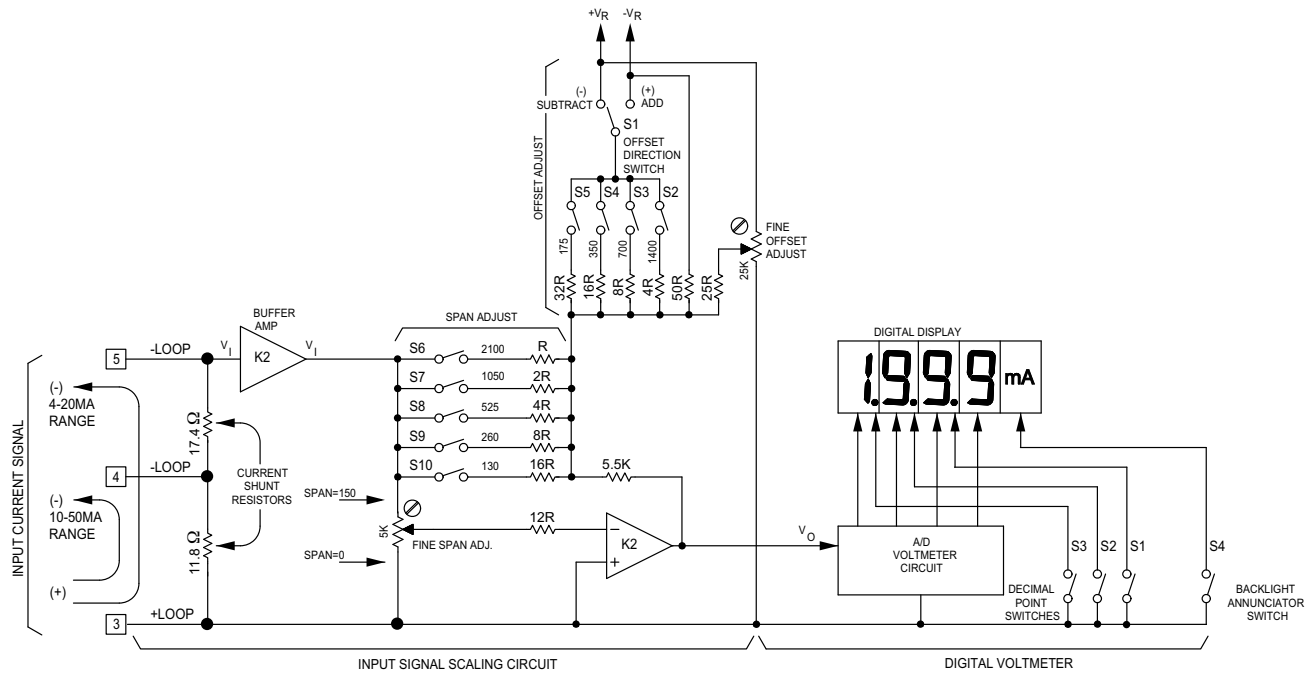 +VR
-VR
OFFSET ADJUST
(-)
SUBTRACT
(+)
ADD
S1
OFFSET
DIRECTION
SWITCH
S5
S4
S3
S2
175
350
700
1400
32R
16R
8R
4R
50R
25R
25K
FINE
OFFSET
ADJUST
BUFFER
AMP
VI
K2
VI
SPAN ADJUST
S6
2100
R
S7
1050
2R
S8
525
4R
S9
260
8R
S10
130
16R
5.5K
INPUT CURRENT SIGNAL
5
-LOOP
(-)
4-20MA
RANGE
17.4 Ω
4
-LOOP
CURRENT
SHUNT
RESISTORS
(-)
10-50MA
RANGE
11.8 Ω
(+)
3
+LOOP
SPAN=150
5K
FINE SPAN ADJ.
SPAN=0
12R
−
+
K2
VO
DIGITAL DISPLAY
1.9.9.9
mA
A/D
VOLTMETER
CIRCUIT
S3
S2
S1
S4
DECIMAL
POINT
SWITCHES
BACKLIGHT
ANNUNCIATOR
SWITCH
INPUT SIGNAL SCALING CIRCUIT
DIGITAL VOLTMETER